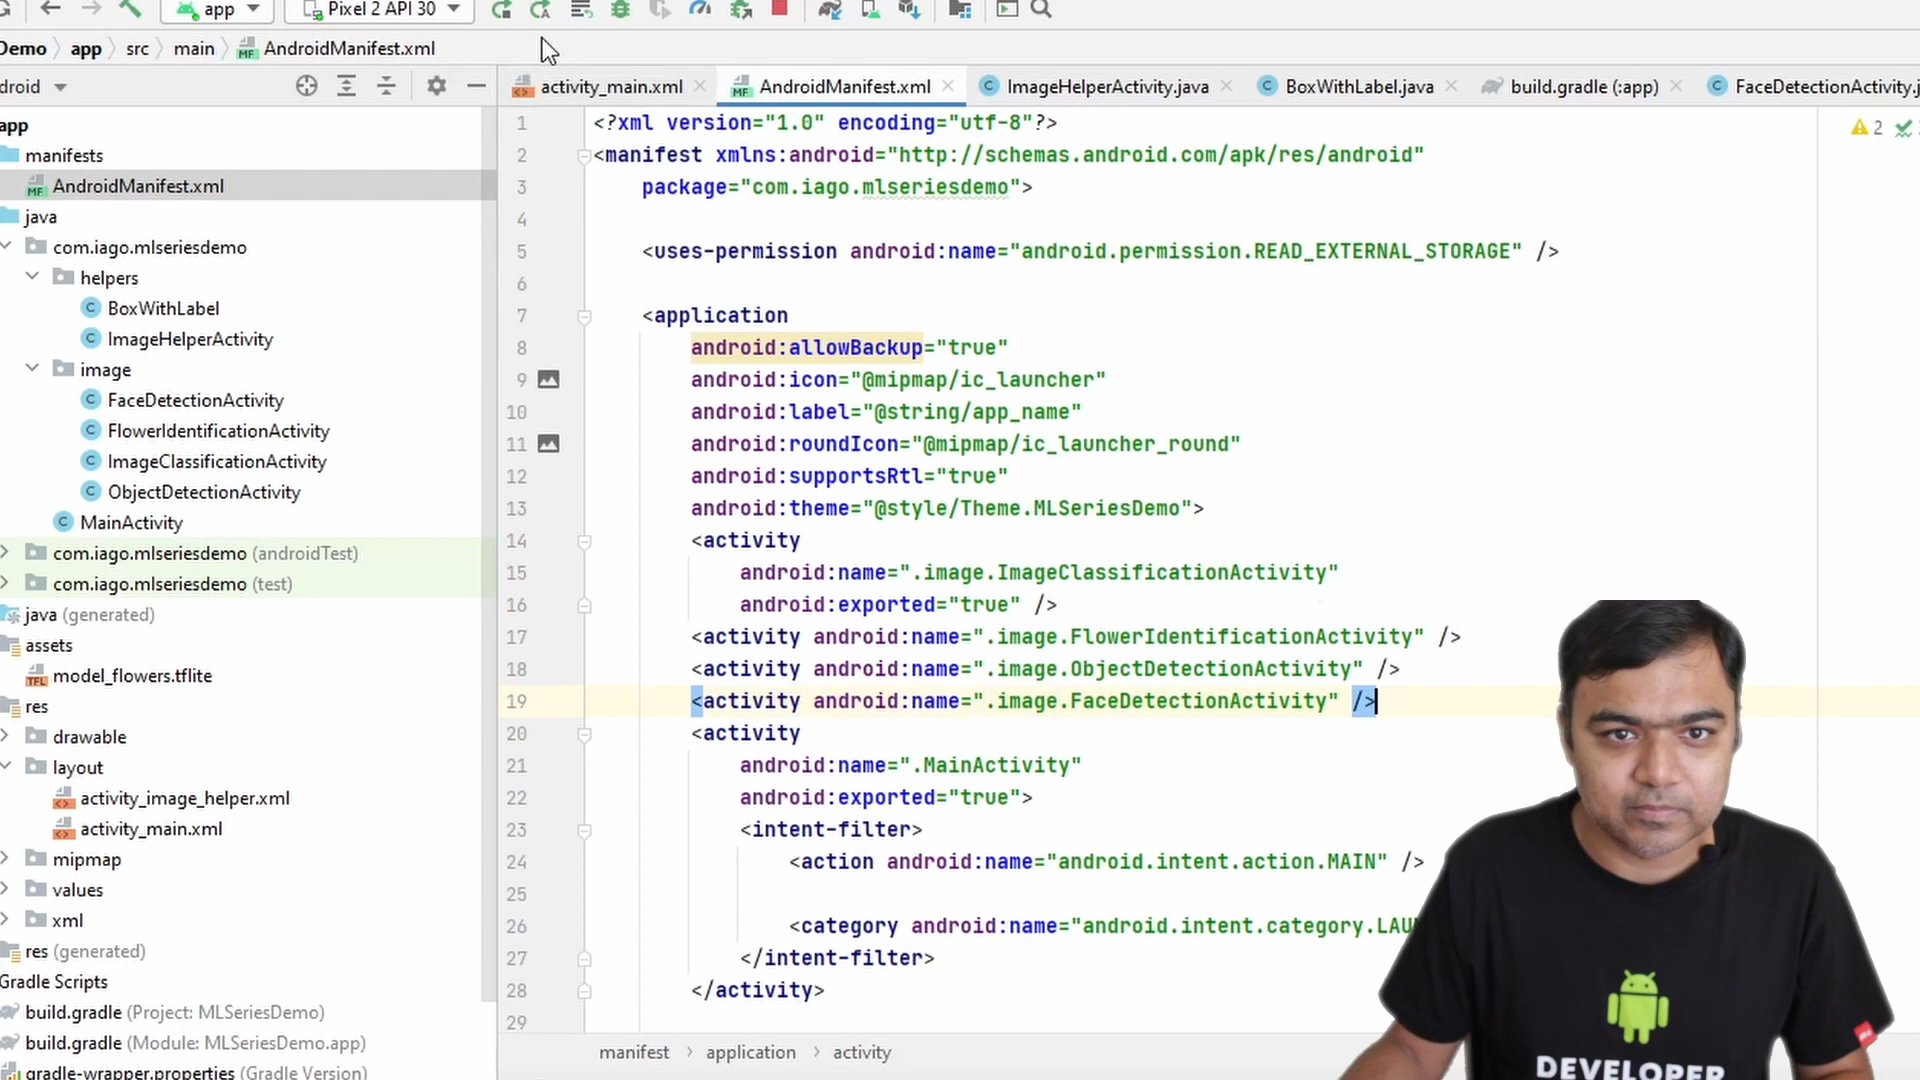 app
Pixel 2 API 30
Demo
app
src
main
AndroidManifest.xml
activity_main.xml
AndroidManifest.xml
ImageHelperActivity.java
BoxWithLabel.java
build.gradle (:app)
FaceDetectionActivity.j
app
manifests
AndroidManifest.xml
java
com.iago.mlseriesdemo
helpers
BoxWithLabel
ImageHelperActivity
image
FaceDetectionActivity
FlowerIdentificationActivity
ImageClassificationActivity
ObjectDetectionActivity
MainActivity
com.iago.mlseriesdemo (androidTest)
com.iago.mlseriesdemo (test)
java (generated)
assets
model_flowers.tflite
res
drawable
layout
activity_image_helper.xml
activity_main.xml
mipmap
values
xml
res (generated)
Gradle Scripts
build.gradle (Project: MLSeriesDemo)
build.gradle (Module: MLSeriesDemo.app)
gradle-wrapper.properties (Gradle Version)
1 <?xml version="1.0" encoding="utf-8"?>
2 <manifest xmlns:android="http://schemas.android.com/apk/res/android"
3 package="com.iago.mlseriesdemo">
4
5 <uses-permission android:name="android.permission.READ_EXTERNAL_STORAGE" />
6
7 <application
8 android:allowBackup="true"
9 android:icon="@mipmap/ic_launcher"
10 android:label="@string/app_name"
11 android:roundIcon="@mipmap/ic_launcher_round"
12 android:supportsRtl="true"
13 android:theme="@style/Theme.MLSeriesDemo">
14 <activity
15 android:name=".image.ImageClassificationActivity"
16 android:exported="true" />
17 <activity android:name=".image.FlowerIdentificationActivity" />
18 <activity android:name=".image.ObjectDetectionActivity" />
19 <activity android:name=".image.FaceDetectionActivity" />
20 <activity
21 android:name=".MainActivity"
22 android:exported="true">
23 <intent-filter>
24 <action android:name="android.intent.action.MAIN" />
25
26 <category android:name="android.intent.category.LAU
27 </intent-filter>
28 </activity>
29
2
manifest
application
activity
DEVELOPER